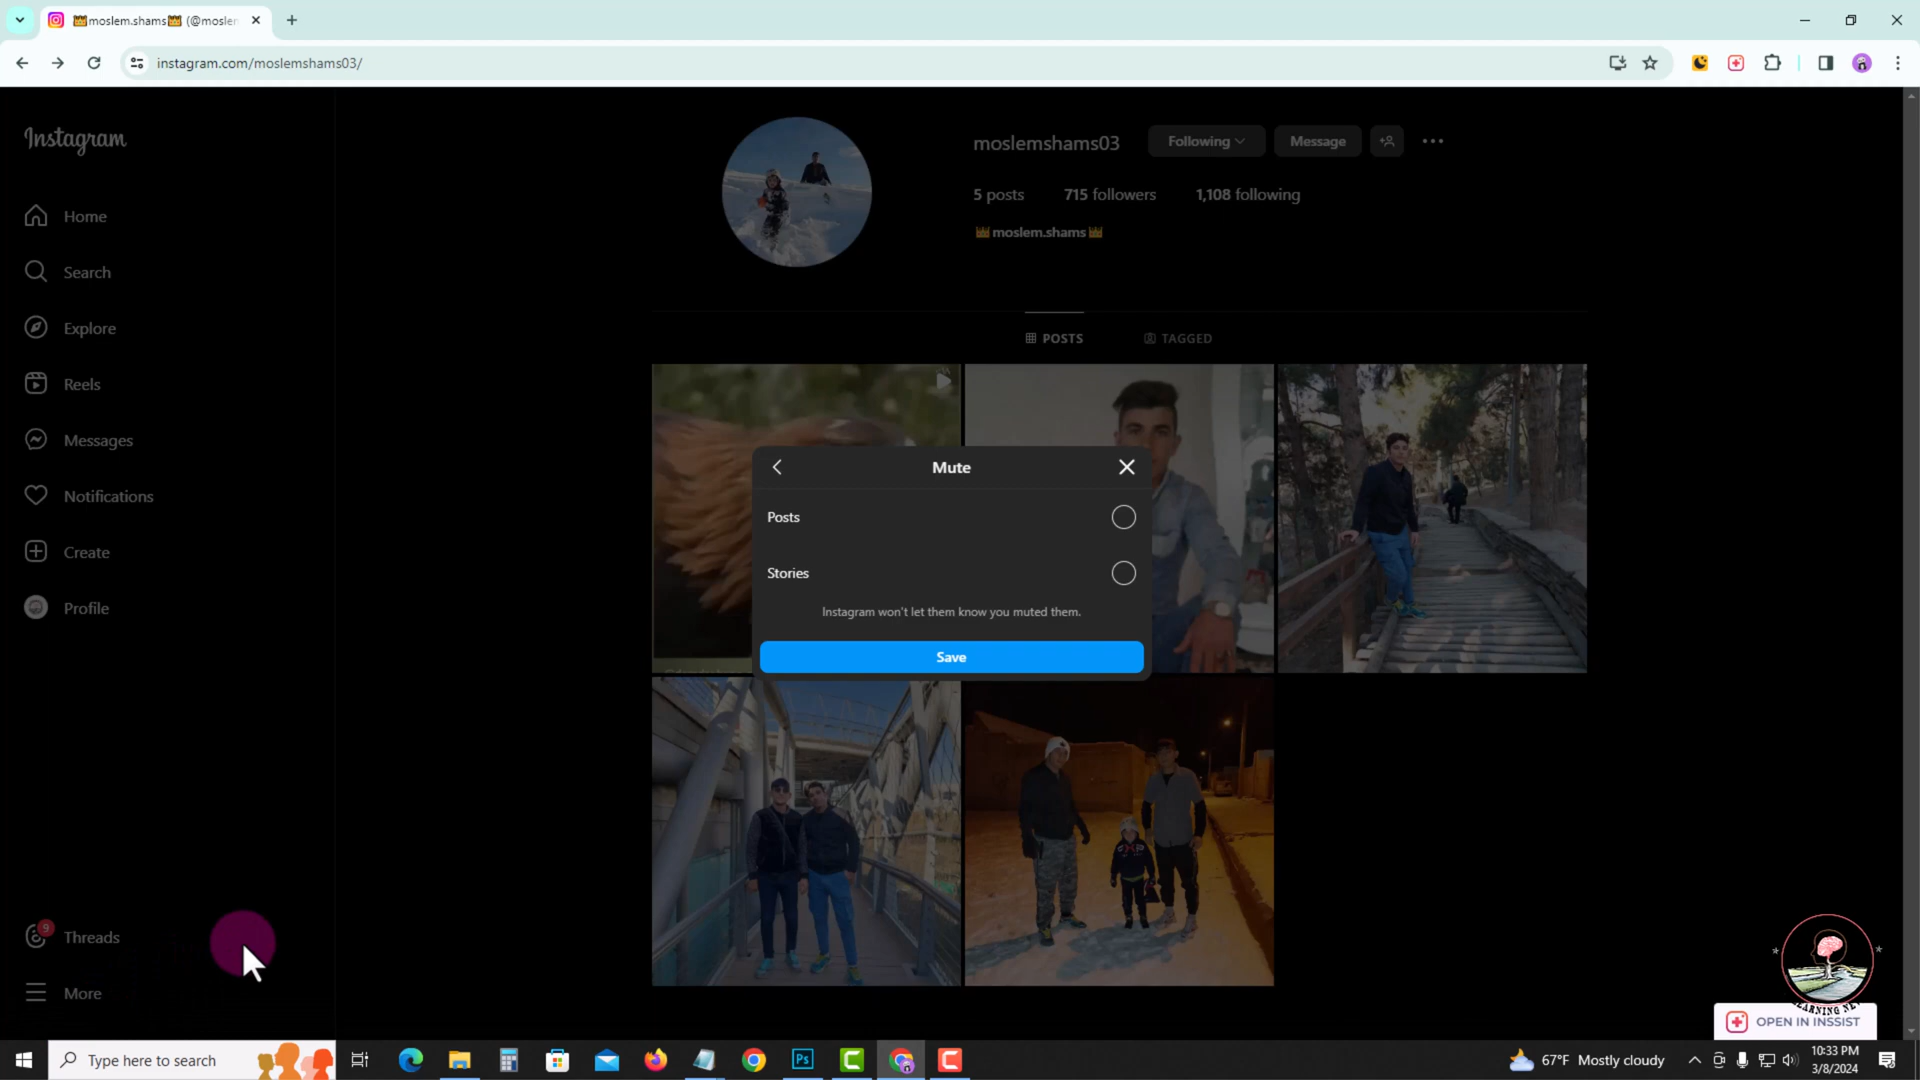 👑moslem.shams👑 (@mosle
instagram.com/moslemshams03/
Instagram
Home
Search
Explore
Reels
Messages
Notifications
Create
Profile
9
Threads
More
moslemshams03
Following
Message
5 posts
715 followers
1,108 following
👑 moslem.shams 👑
POSTS
TAGGED
Mute
Posts
Stories
Instagram won't let them know you muted them.
Save
OPEN IN INSSIST
Type here to search
Ps
67°F Mostly cloudy
10:33 PM
3/8/2024